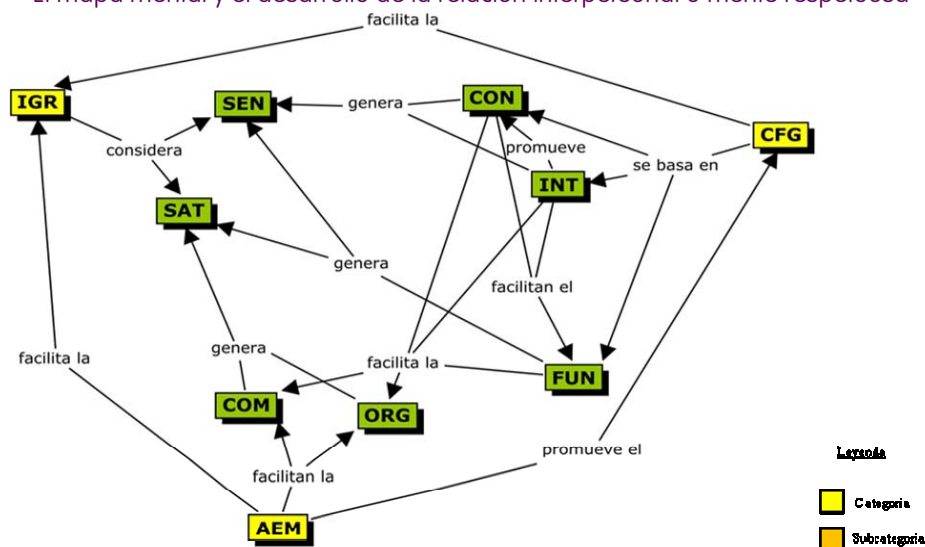 facilita la
IGR
SEN
genera
CON
CFG
considera
promueve
se basa en
INT
SAT
genera
facilitan el
facilita la
genera
facilita la
FUN
COM
ORG
promueve el
Leyenda
facilitan la
Categoria
AEM
Subcategoria